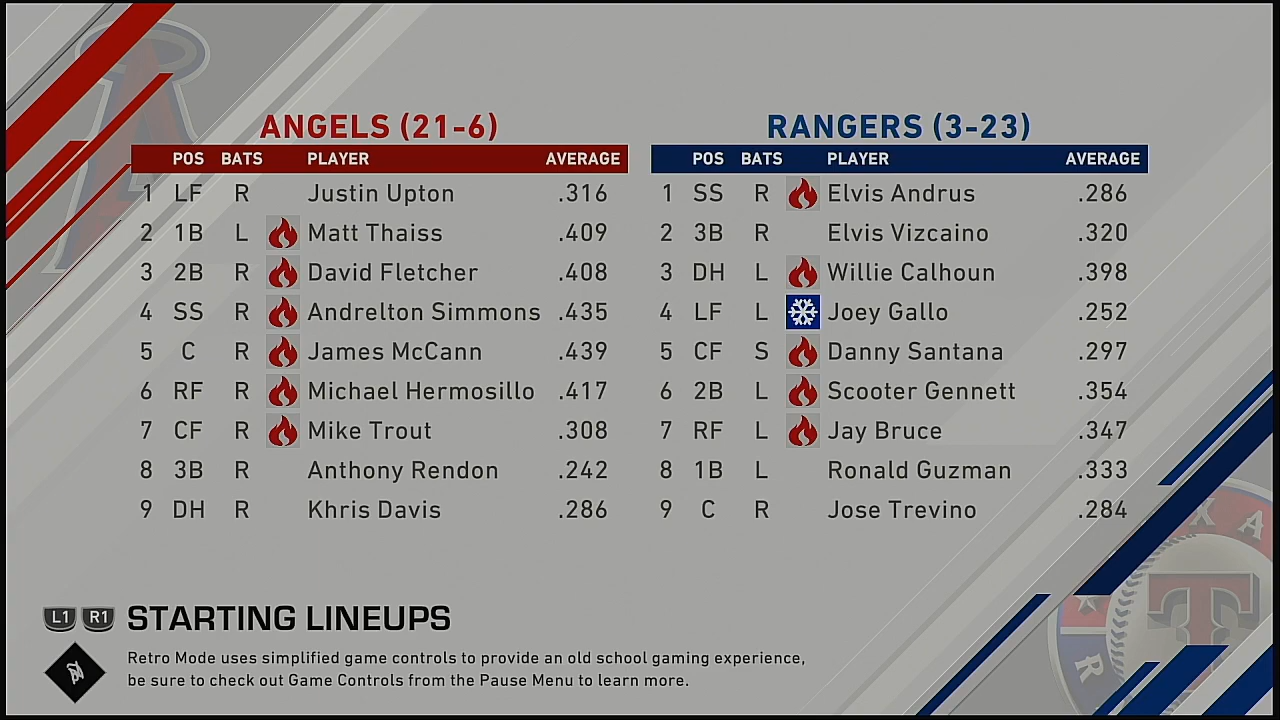 ANGELS (21-6)
POS BATS PLAYER AVERAGE
1 LF R Justin Upton .316
2 1B L Matt Thaiss .409
3 2B R David Fletcher .408
4 SS R Andrelton Simmons .435
5 C R James McCann .439
6 RF R Michael Hermosillo .417
7 CF R Mike Trout .308
8 3B R Anthony Rendon .242
9 DH R Khris Davis .286
RANGERS (3-23)
POS BATS PLAYER AVERAGE
1 SS R Elvis Andrus .286
2 3B R Elvis Vizcaino .320
3 DH L Willie Calhoun .398
4 LF L Joey Gallo .252
5 CF S Danny Santana .297
6 2B L Scooter Gennett .354
7 RF L Jay Bruce .347
8 1B L Ronald Guzman .333
9 C R Jose Trevino .284
L1 R1 STARTING LINEUPS
Retro Mode uses simplified game controls to provide an old school gaming experience,
be sure to check out Game Controls from the Pause Menu to learn more.